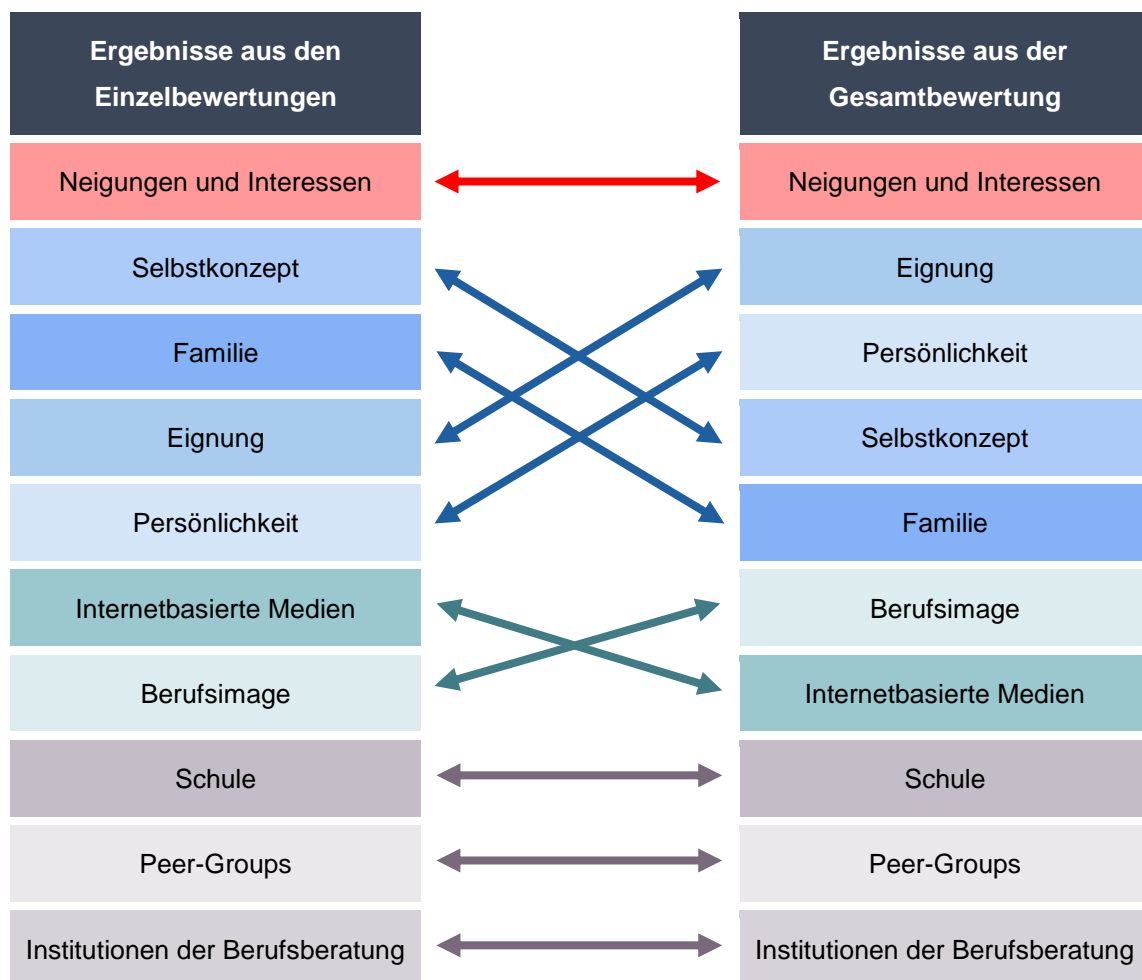 Ergebnisse aus den
Einzelbewertungen
Ergebnisse aus der
Gesamtbewertung
Neigungen und Interessen
Neigungen und Interessen
Selbstkonzept
Eignung
Familie
Persönlichkeit
Eignung
Selbstkonzept
Persönlichkeit
Familie
Internetbasierte Medien
Berufsimage
Berufsimage
Internetbasierte Medien
Schule
Schule
Peer-Groups
Peer-Groups
Institutionen der Berufsberatung
Institutionen der Berufsberatung